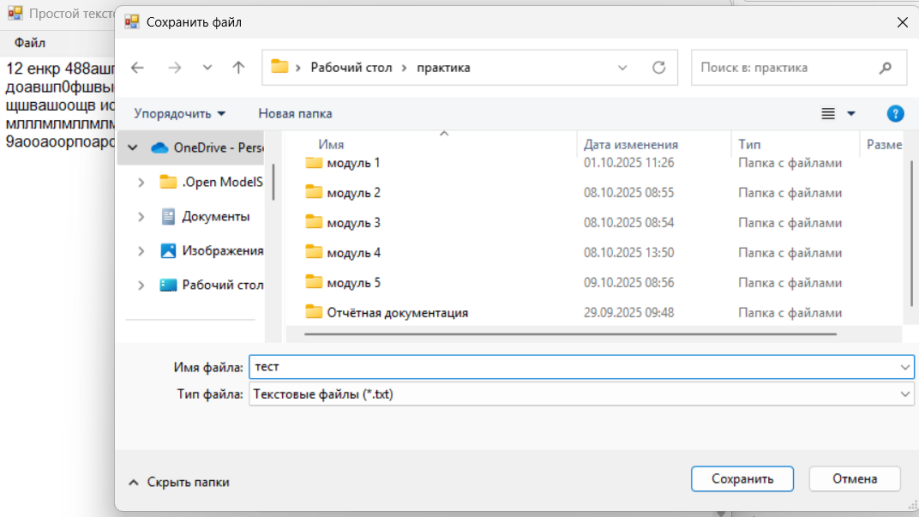 Простой текст
Сохранить файл
Файл
12 енкр 488аш
доавшп0фшвы
щшвашоощв ис
9аооаоорпоаро
Рабочий стол
практика
Поиск в: практика
Упорядочить
Новая папка
Имя
Дата изменения
Тип
Разме
OneDrive - Perso
.Open ModelS
Документы
Изображения
Рабочий стол
модуль 1 01.10.2025 11:26 Папка с файлами
модуль 2 08.10.2025 08:55 Папка с файлами
модуль 3 08.10.2025 08:54 Папка с файлами
модуль 4 08.10.2025 13:50 Папка с файлами
модуль 5 09.10.2025 08:56 Папка с файлами
Отчётная документация 29.09.2025 09:48 Папка с файлами
Имя файла: тест
Тип файла: Текстовые файлы (*.txt)
Скрыть папки
Сохранить
Отмена